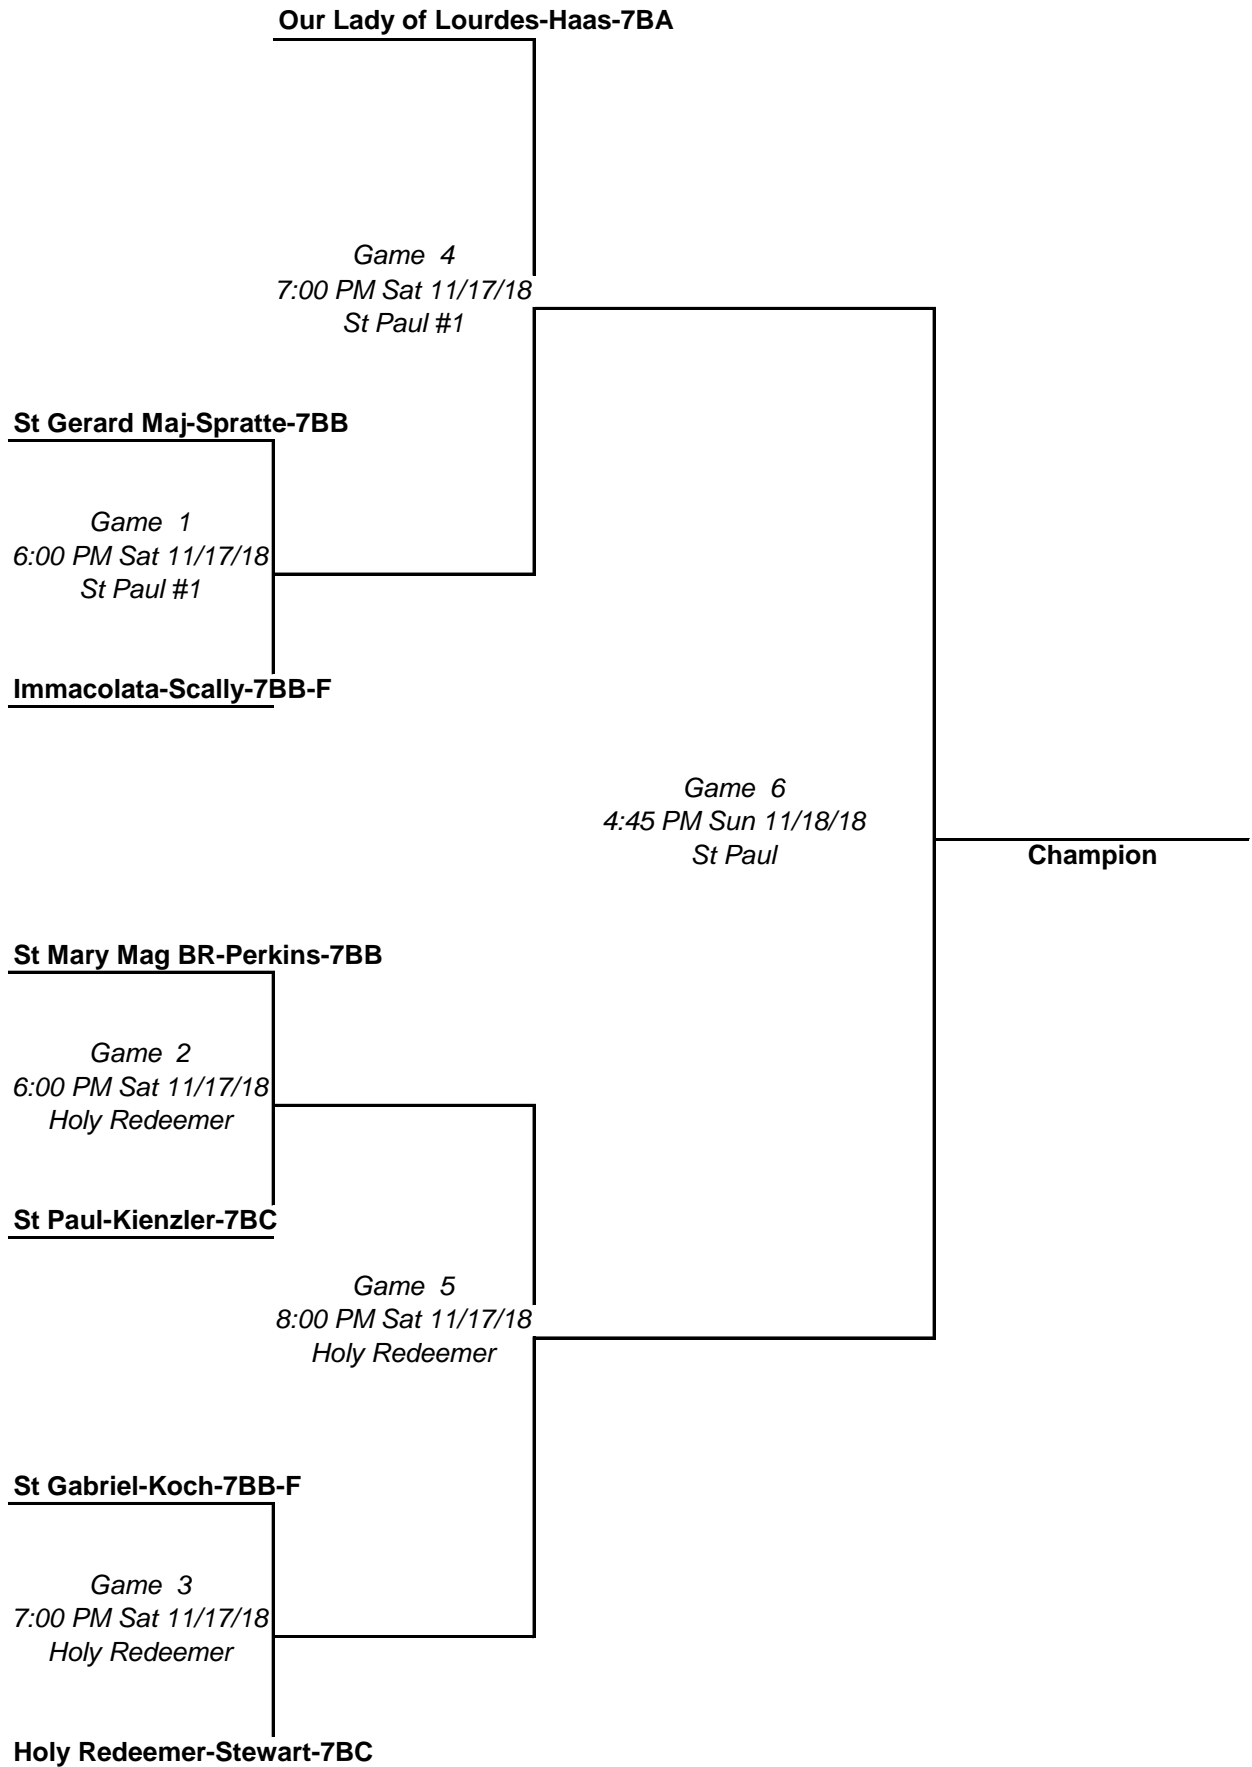 Our Lady of Lourdes-Haas-7BA
Game 4
7:00 PM Sat 11/17/18
St Paul #1
St Gerard Maj-Spratte-7BB
Game 1
6:00 PM Sat 11/17/18
St Paul #1
Immacolata-Scally-7BB-F
Game 6
4:45 PM Sun 11/18/18
St Paul
Champion
St Mary Mag BR-Perkins-7BB
Game 2
6:00 PM Sat 11/17/18
Holy Redeemer
St Paul-Kienzler-7BC
Game 5
8:00 PM Sat 11/17/18
Holy Redeemer
St Gabriel-Koch-7BB-F
Game 3
7:00 PM Sat 11/17/18
Holy Redeemer
Holy Redeemer-Stewart-7BC